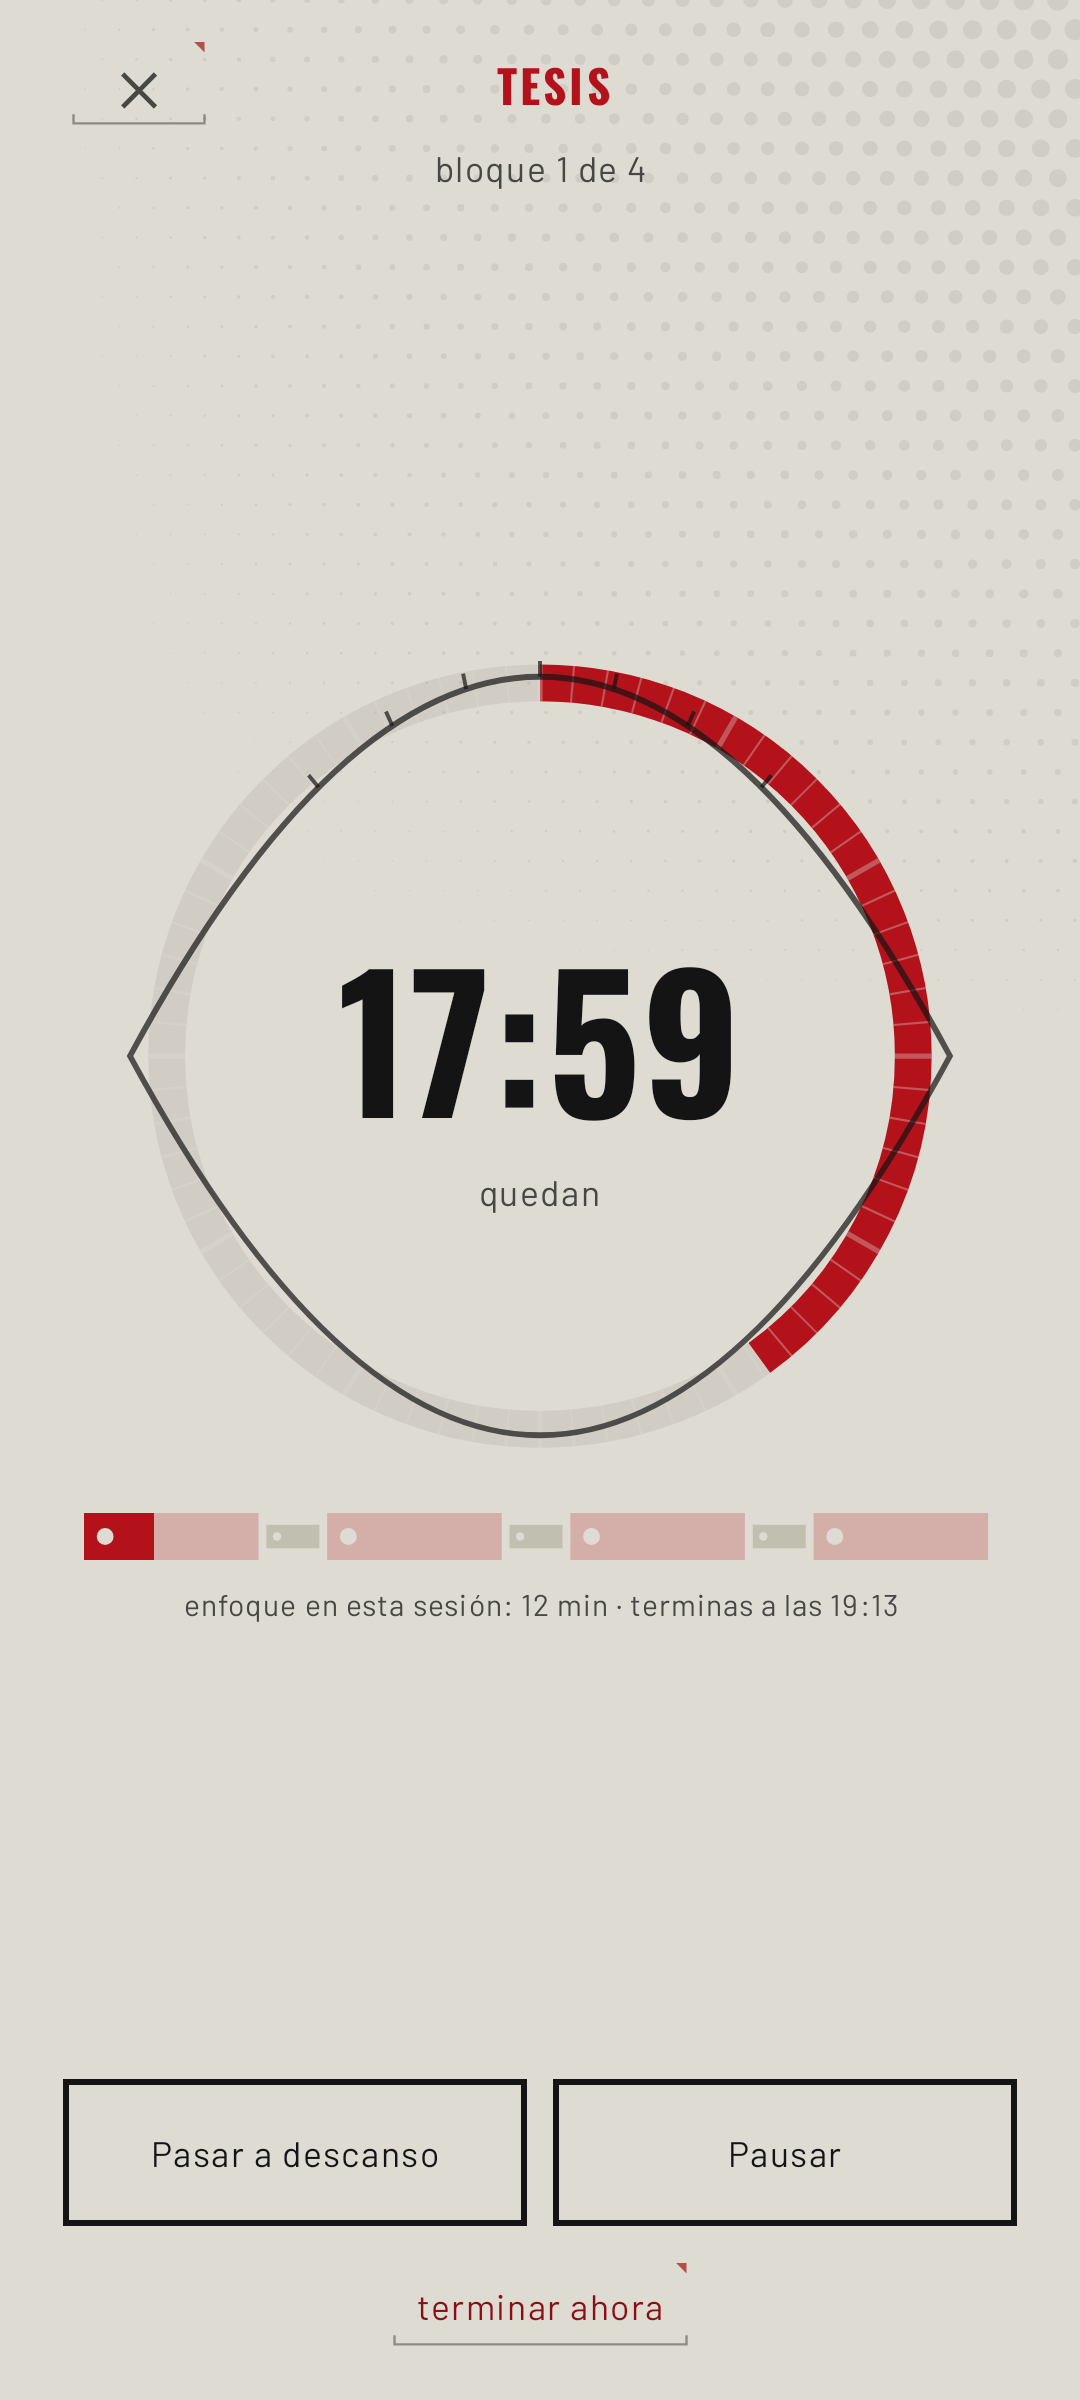 TESIS
bloque 1 de 4
17:59
quedan
enfoque en esta sesión: 12 min · terminas a las 19:13
Pasar a descanso
Pausar
terminar ahora